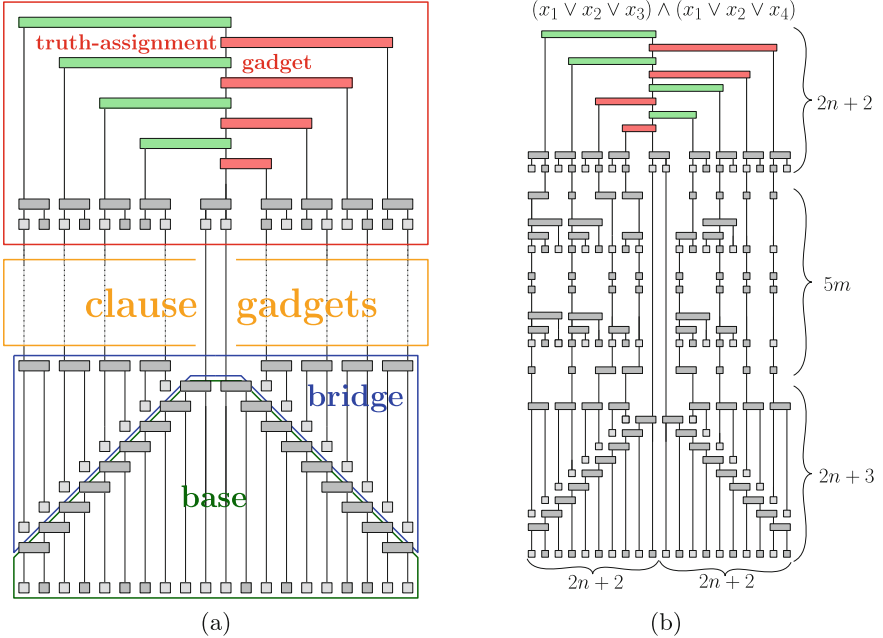 truth-assignment
gadget
clause gadgets
bridge
base
(a)
(x₁ ∨ x₂ ∨ x₃) ∧ (x₁ ∨ x₂ ∨ x₄)
2n + 2
5m
2n + 3
2n + 2 2n + 2
(b)